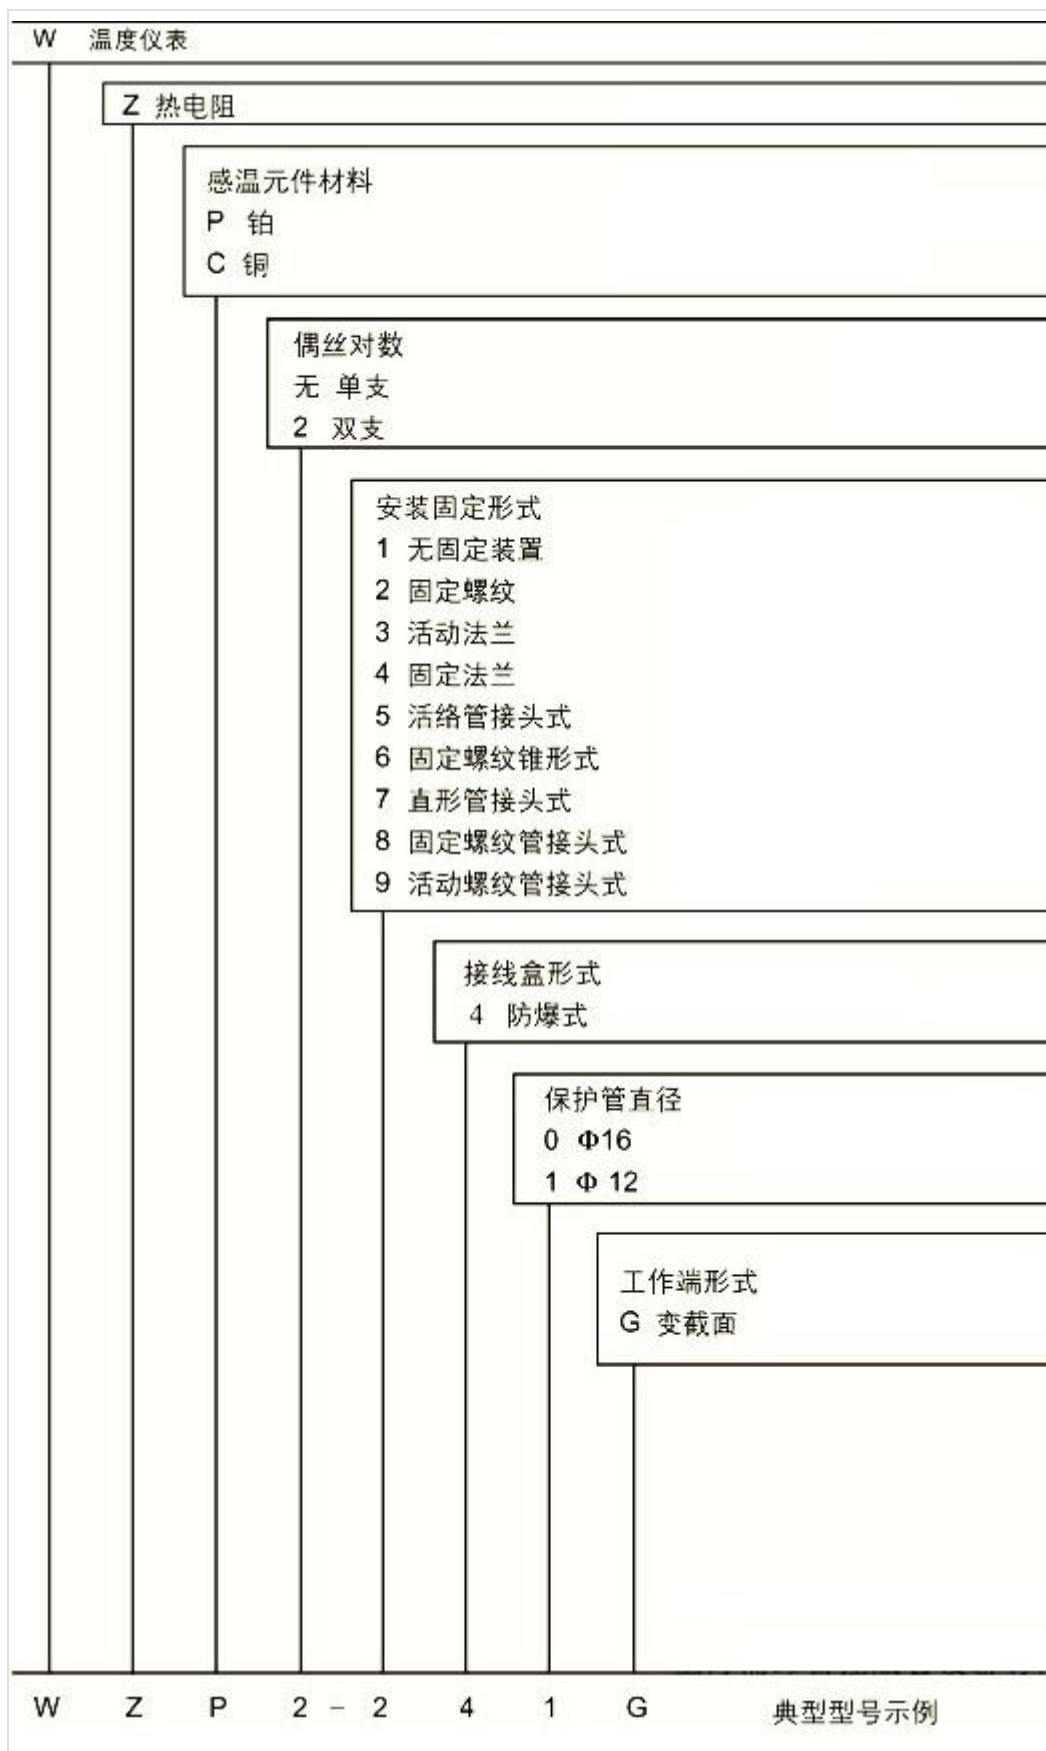 W 温度仪表
Z 热电阻
感温元件材料
P 铂
C 铜
偶丝对数
无 单支
2 双支
安装固定形式
1 无固定装置
2 固定螺纹
3 活动法兰
4 固定法兰
5 活络管接头式
6 固定螺纹锥形式
7 直形管接头式
8 固定螺纹管接头式
9 活动螺纹管接头式
接线盒形式
4 防爆式
保护管直径
0 Φ16
1 Φ 12
工作端形式
G 变截面
W Z P 2 - 2 4 1 G 典型型号示例